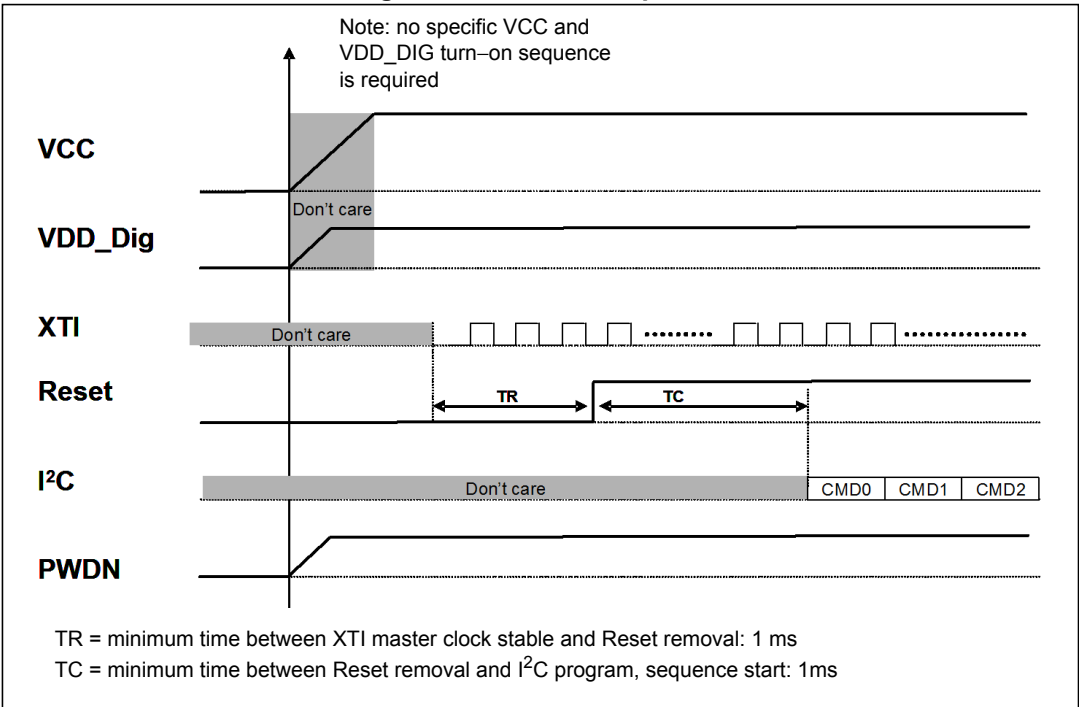 Note: no specific VCC and
VDD_DIG turn–on sequence
is required
VCC
Don't care
VDD_Dig
XTI
Don't care
Reset
TR
TC
I²C
Don't care
CMD0 CMD1 CMD2
PWDN
TR = minimum time between XTI master clock stable and Reset removal: 1 ms
TC = minimum time between Reset removal and I²C program, sequence start: 1ms